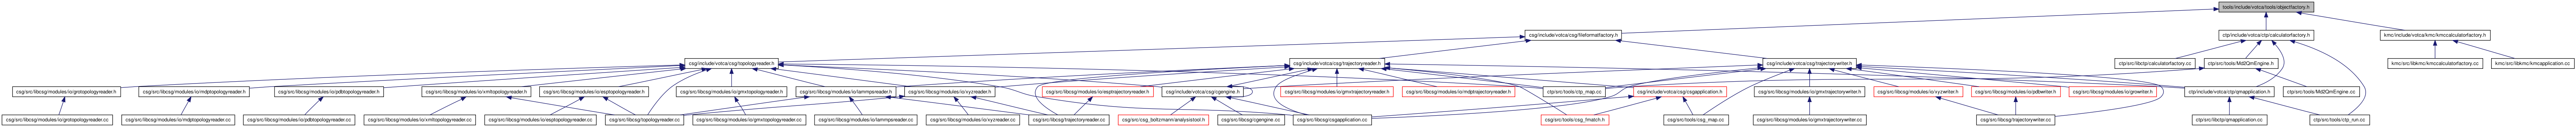 tools/include/votca/tools/objectfactory.h
csg/include/votca/csg/fileformatfactory.h
ctp/include/votca/ctp/calculatorfactory.h
kmc/include/votca/kmc/kmccalculatorfactory.h
csg/include/votca/csg/topologyreader.h
csg/include/votca/csg/trajectoryreader.h
csg/include/votca/csg/trajectorywriter.h
ctp/src/libctp/calculatorfactory.cc
ctp/src/tools/Md2QmEngine.h
kmc/src/libkmc/kmccalculatorfactory.cc
kmc/src/libkmc/kmcapplication.cc
csg/src/libcsg/modules/io/grotopologyreader.h
csg/src/libcsg/modules/io/mdptopologyreader.h
csg/src/libcsg/modules/io/pdbtopologyreader.h
csg/src/libcsg/modules/io/xmltopologyreader.h
csg/src/libcsg/modules/io/esptopologyreader.h
csg/src/libcsg/modules/io/gmxtopologyreader.h
csg/src/libcsg/modules/io/lammpsreader.h
csg/src/libcsg/modules/io/xyzreader.h
csg/src/libcsg/modules/io/esptrajectoryreader.h
csg/include/votca/csg/cgengine.h
csg/src/libcsg/modules/io/gmxtrajectoryreader.h
csg/src/libcsg/modules/io/mdptrajectoryreader.h
ctp/src/tools/ctp_map.cc
csg/include/votca/csg/csgapplication.h
csg/src/libcsg/modules/io/gmxtrajectorywriter.h
csg/src/libcsg/modules/io/xyzwriter.h
csg/src/libcsg/modules/io/pdbwriter.h
csg/src/libcsg/modules/io/growriter.h
ctp/include/votca/ctp/qmapplication.h
ctp/src/tools/Md2QmEngine.cc
csg/src/libcsg/modules/io/grotopologyreader.cc
csg/src/libcsg/modules/io/mdptopologyreader.cc
csg/src/libcsg/modules/io/pdbtopologyreader.cc
csg/src/libcsg/modules/io/xmltopologyreader.cc
csg/src/libcsg/modules/io/esptopologyreader.cc
csg/src/libcsg/topologyreader.cc
csg/src/libcsg/modules/io/gmxtopologyreader.cc
csg/src/libcsg/modules/io/lammpsreader.cc
csg/src/libcsg/modules/io/xyzreader.cc
csg/src/libcsg/trajectoryreader.cc
csg/src/csg_boltzmann/analysistool.h
csg/src/libcsg/cgengine.cc
csg/src/libcsg/csgapplication.cc
csg/src/tools/csg_fmatch.h
csg/src/tools/csg_map.cc
csg/src/libcsg/modules/io/gmxtrajectorywriter.cc
csg/src/libcsg/trajectorywriter.cc
ctp/src/libctp/qmapplication.cc
ctp/src/tools/ctp_run.cc